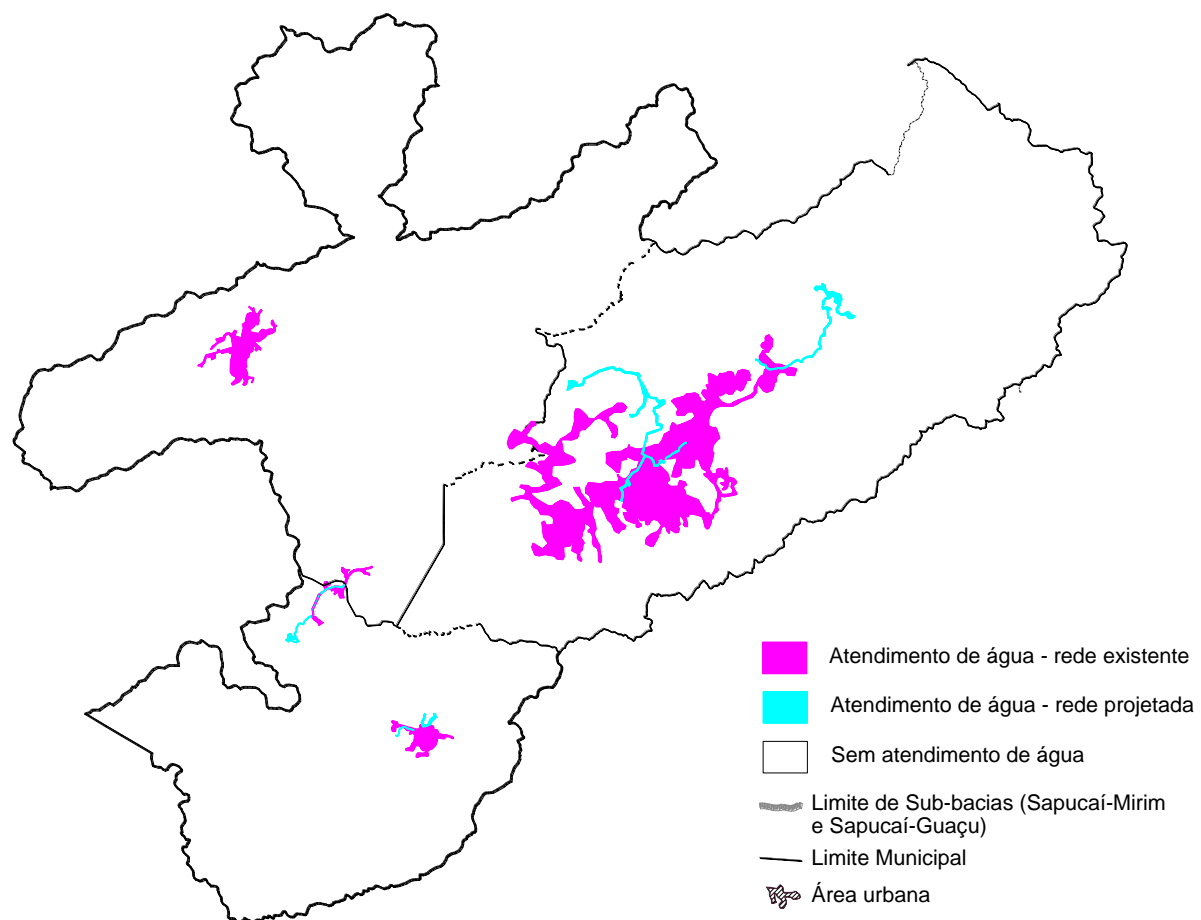 Atendimento de água - rede existente
Atendimento de água - rede projetada
Sem atendimento de água
Limite de Sub-bacias (Sapucaí-Mirim
e Sapucaí-Guaçu)
Limite Municipal
Área urbana